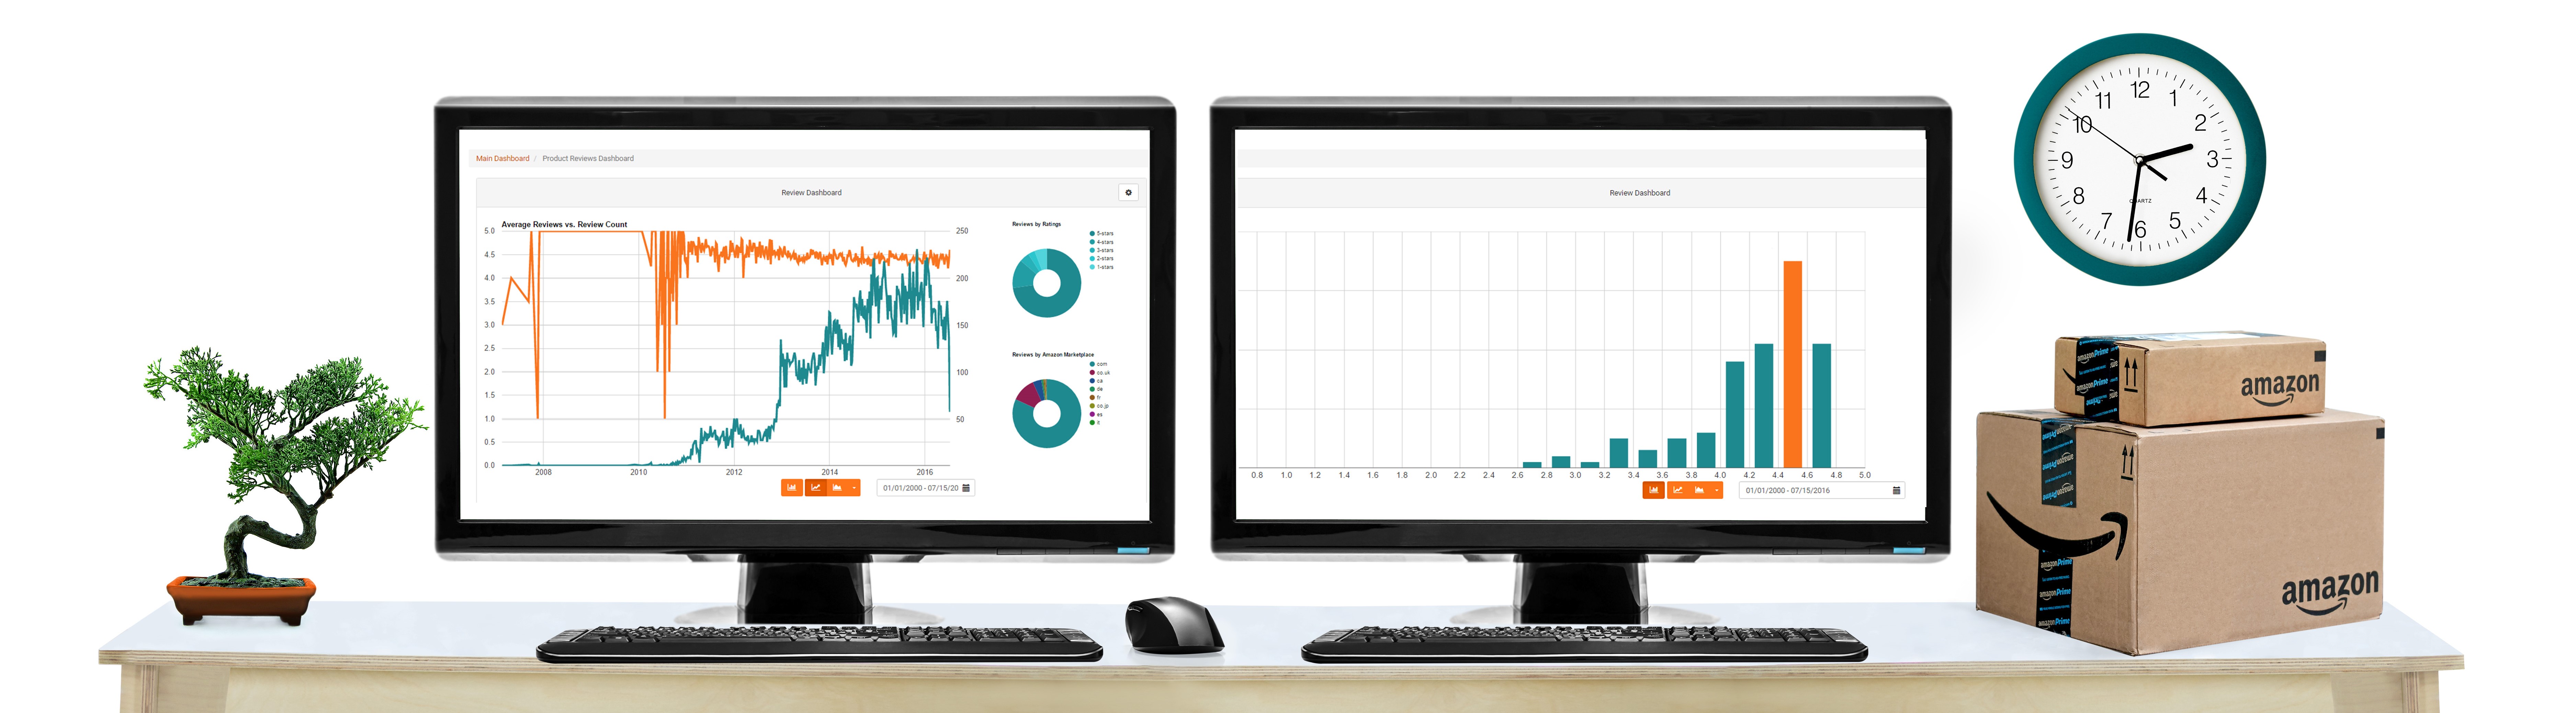 Main Dashboard / Product Reviews Dashboard
Review Dashboard
Average Reviews vs. Review Count
5.0
4.5
4.0
3.5
3.0
2.5
2.0
1.5
1.0
0.5
0.0
250
200
150
100
50
2008 2010 2012 2014 2016
01/01/2000 - 07/15/20
Reviews by Ratings
5-stars
4-stars
3-stars
2-stars
1-stars
Reviews by Amazon Marketplace
com
co.uk
ca
de
fr
co.jp
es
it
Review Dashboard
0.8 1.0 1.2 1.4 1.6 1.8 2.0 2.2 2.4 2.6 2.8 3.0 3.2 3.4 3.6 3.8 4.0 4.2 4.4 4.6 4.8 5.0
01/01/2000 - 07/15/2016
12
1
2
3
4
5
6
7
8
9
10
11
amazonPrime
amazonPrime
amazon
amazonPrime
amazonPrime
amazonPrime
amazon